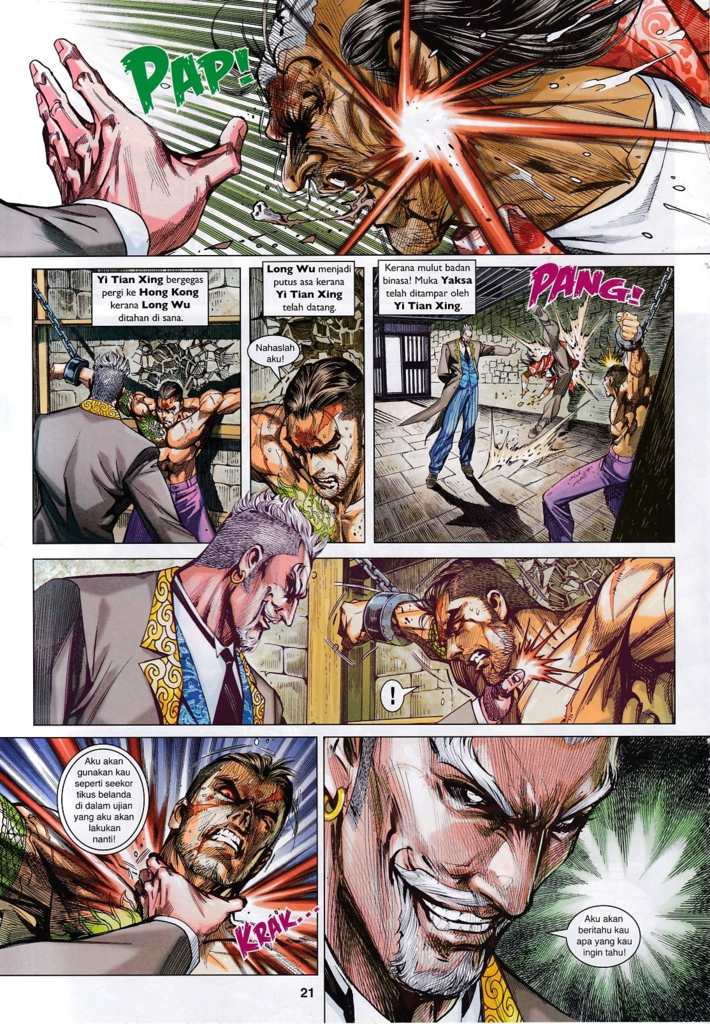 PAP!
Yi Tian Xing bergegas
pergi ke Hong Kong
kerana Long Wu
ditahan di sana.
Long Wu menjadi
putus asa kerana
Yi Tian Xing
telah datang.
Nahaslah
aku!
Kerana mulut badan
binasa! Muka Yaksa
telah ditampar oleh
Yi Tian Xing.
PANG!
!
Aku akan
gunakan kau
seperti seekor
tikus belanda
di dalam ujian
yang aku akan
lakukan
nanti!
KRAK...
Aku akan
beritahu kau
apa yang kau
ingin tahu!
21